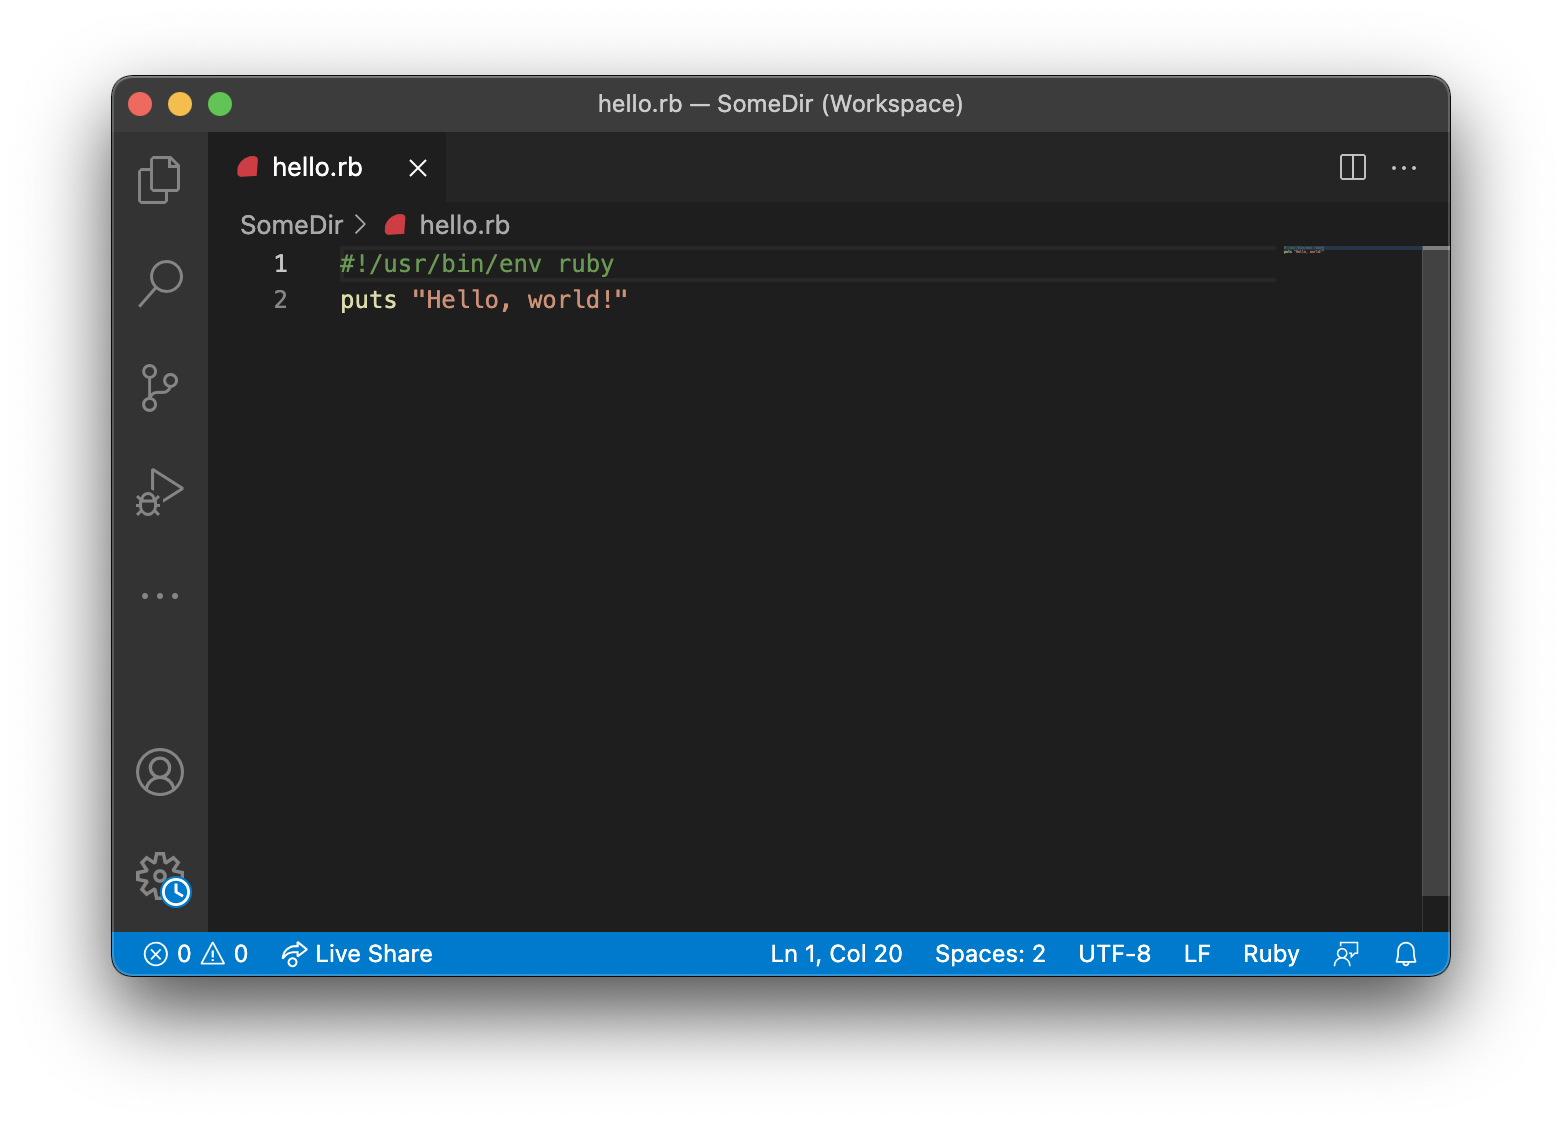 hello.rb — SomeDir (Workspace)
hello.rb
SomeDir > hello.rb
1 #!/usr/bin/env ruby
2 puts "Hello, world!"
0 0 Live Share Ln 1, Col 20 Spaces: 2 UTF-8 LF Ruby